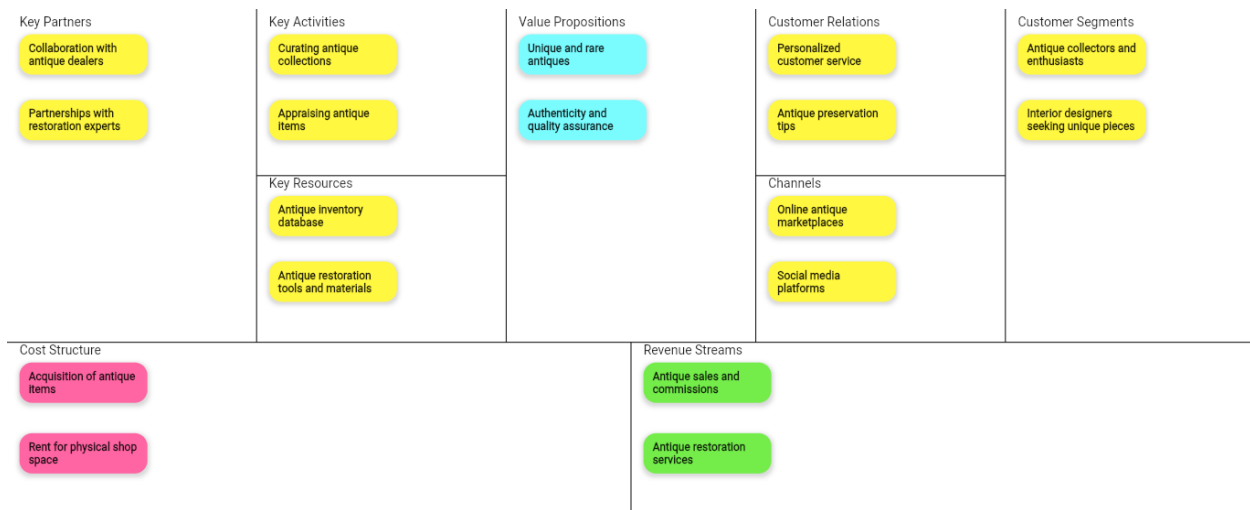 Key Partners
Collaboration with
antique dealers
Partnerships with
restoration experts
Key Activities
Curating antique
collections
Appraising antique
items
Key Resources
Antique inventory
database
Antique restoration
tools and materials
Value Propositions
Unique and rare
antiques
Authenticity and
quality assurance
Customer Relations
Personalized
customer service
Antique preservation
tips
Channels
Online antique
marketplaces
Social media
platforms
Customer Segments
Antique collectors and
enthusiasts
Interior designers
seeking unique pieces
Cost Structure
Acquisition of antique
items
Rent for physical shop
space
Revenue Streams
Antique sales and
commissions
Antique restoration
services